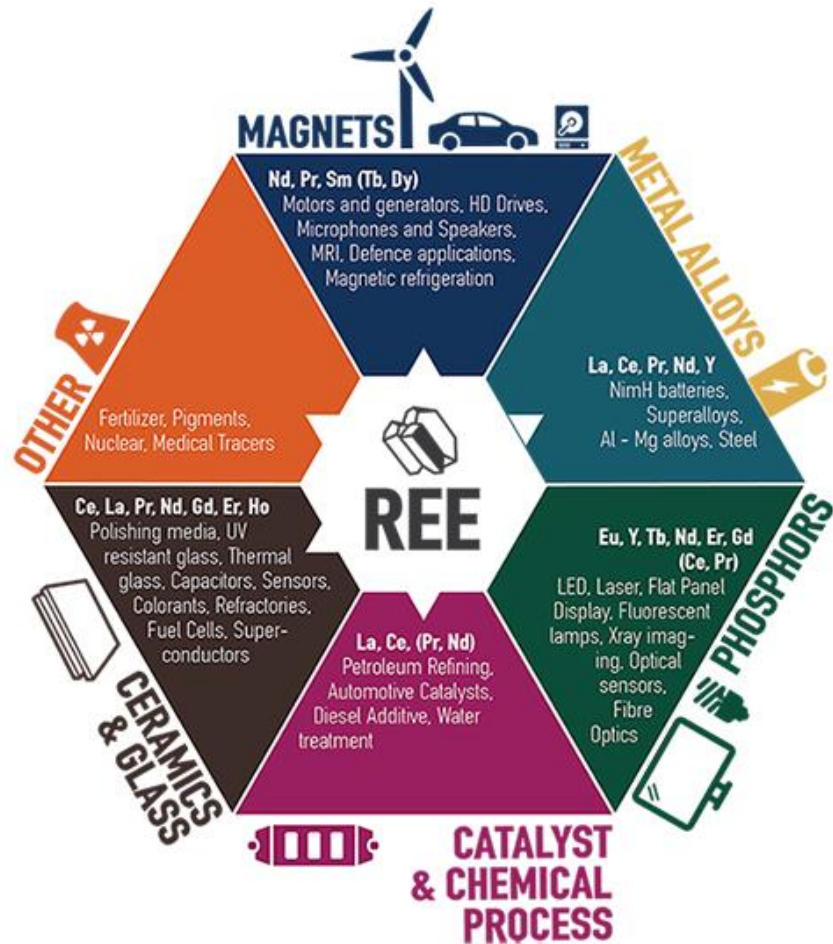 MAGNETS
Nd, Pr, Sm (Tb, Dy)
Motors and generators, HD Drives,
Microphones and Speakers,
MRI, Defence applications,
Magnetic refrigeration
METAL ALLOYS
La, Ce, Pr, Nd, Y
NimH batteries,
Superalloys,
Al - Mg alloys, Steel
OTHER
Fertilizer, Pigments,
Nuclear, Medical Tracers
REE
Ce, La, Pr, Nd, Gd, Er, Ho
Polishing media, UV
resistant glass, Thermal
glass, Capacitors, Sensors,
Colorants, Refractories,
Fuel Cells, Super-
conductors
CERAMICS
& GLASS
Eu, Y, Tb, Nd, Er, Gd
(Ce, Pr)
LED, Laser, Flat Panel
Display, Fluorescent
lamps, Xray imag-
ing, Optical
sensors,
Fibre
Optics
PHOSPHORS
La, Ce, (Pr, Nd)
Petroleum Refining,
Automotive Catalysts,
Diesel Additive, Water
treatment
CATALYST
& CHEMICAL
PROCESS